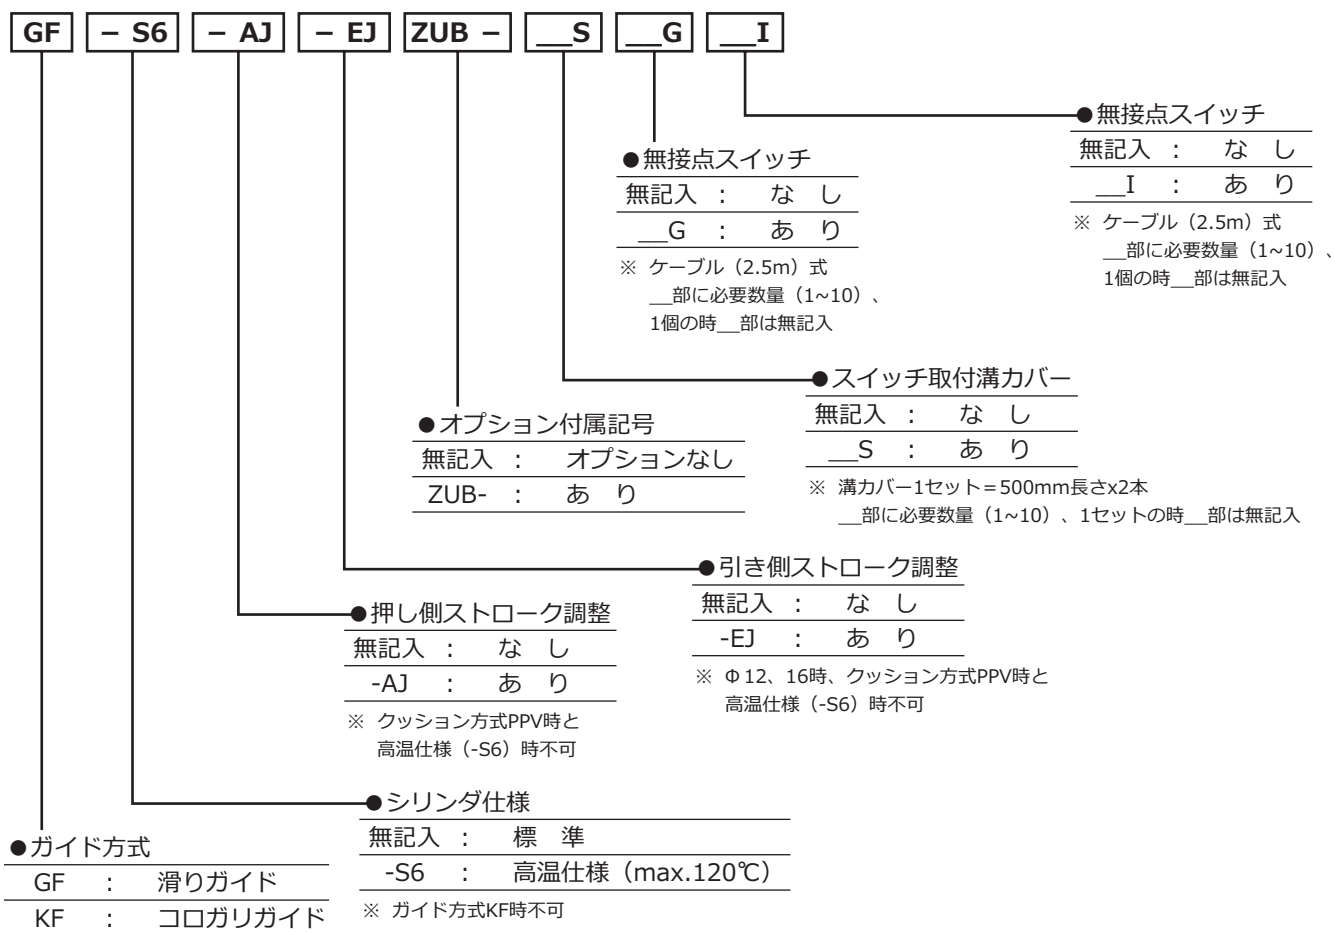 GF － S6 － AJ － EJ ZUB － __S __G __I
●無接点スイッチ
無記入 ： な し
__I ： あ り
※ ケーブル（2.5m）式
__部に必要数量（1~10）、
1個の時__部は無記入
●無接点スイッチ
無記入 ： な し
__G ： あ り
※ ケーブル（2.5m）式
__部に必要数量（1~10）、
1個の時__部は無記入
●スイッチ取付溝カバー
無記入 ： な し
__S ： あ り
※ 溝カバー1セット＝500mm長さx2本
__部に必要数量（1~10）、1セットの時__部は無記入
●オプション付属記号
無記入 ： オプションなし
ZUB- ： あ り
●引き側ストローク調整
無記入 ： な し
-EJ ： あ り
※ Φ12、16時、クッション方式PPV時と
高温仕様（-S6）時不可
●押し側ストローク調整
無記入 ： な し
-AJ ： あ り
※ クッション方式PPV時と
高温仕様（-S6）時不可
●シリンダ仕様
無記入 ： 標 準
-S6 ： 高温仕様（max.120℃）
※ ガイド方式KF時不可
●ガイド方式
GF ： 滑りガイド
KF ： コロガリガイド